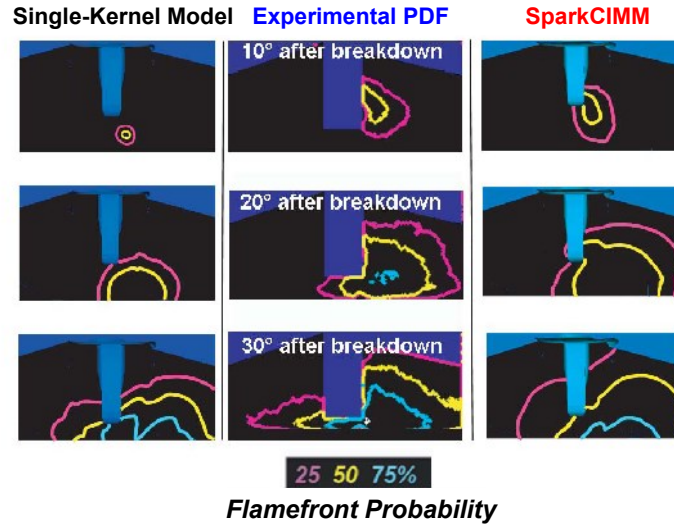 Single-Kernel Model Experimental PDF SparkCIMM
10° after breakdown
20° after breakdown
30° after breakdown
25 50 75%
Flamefront Probability